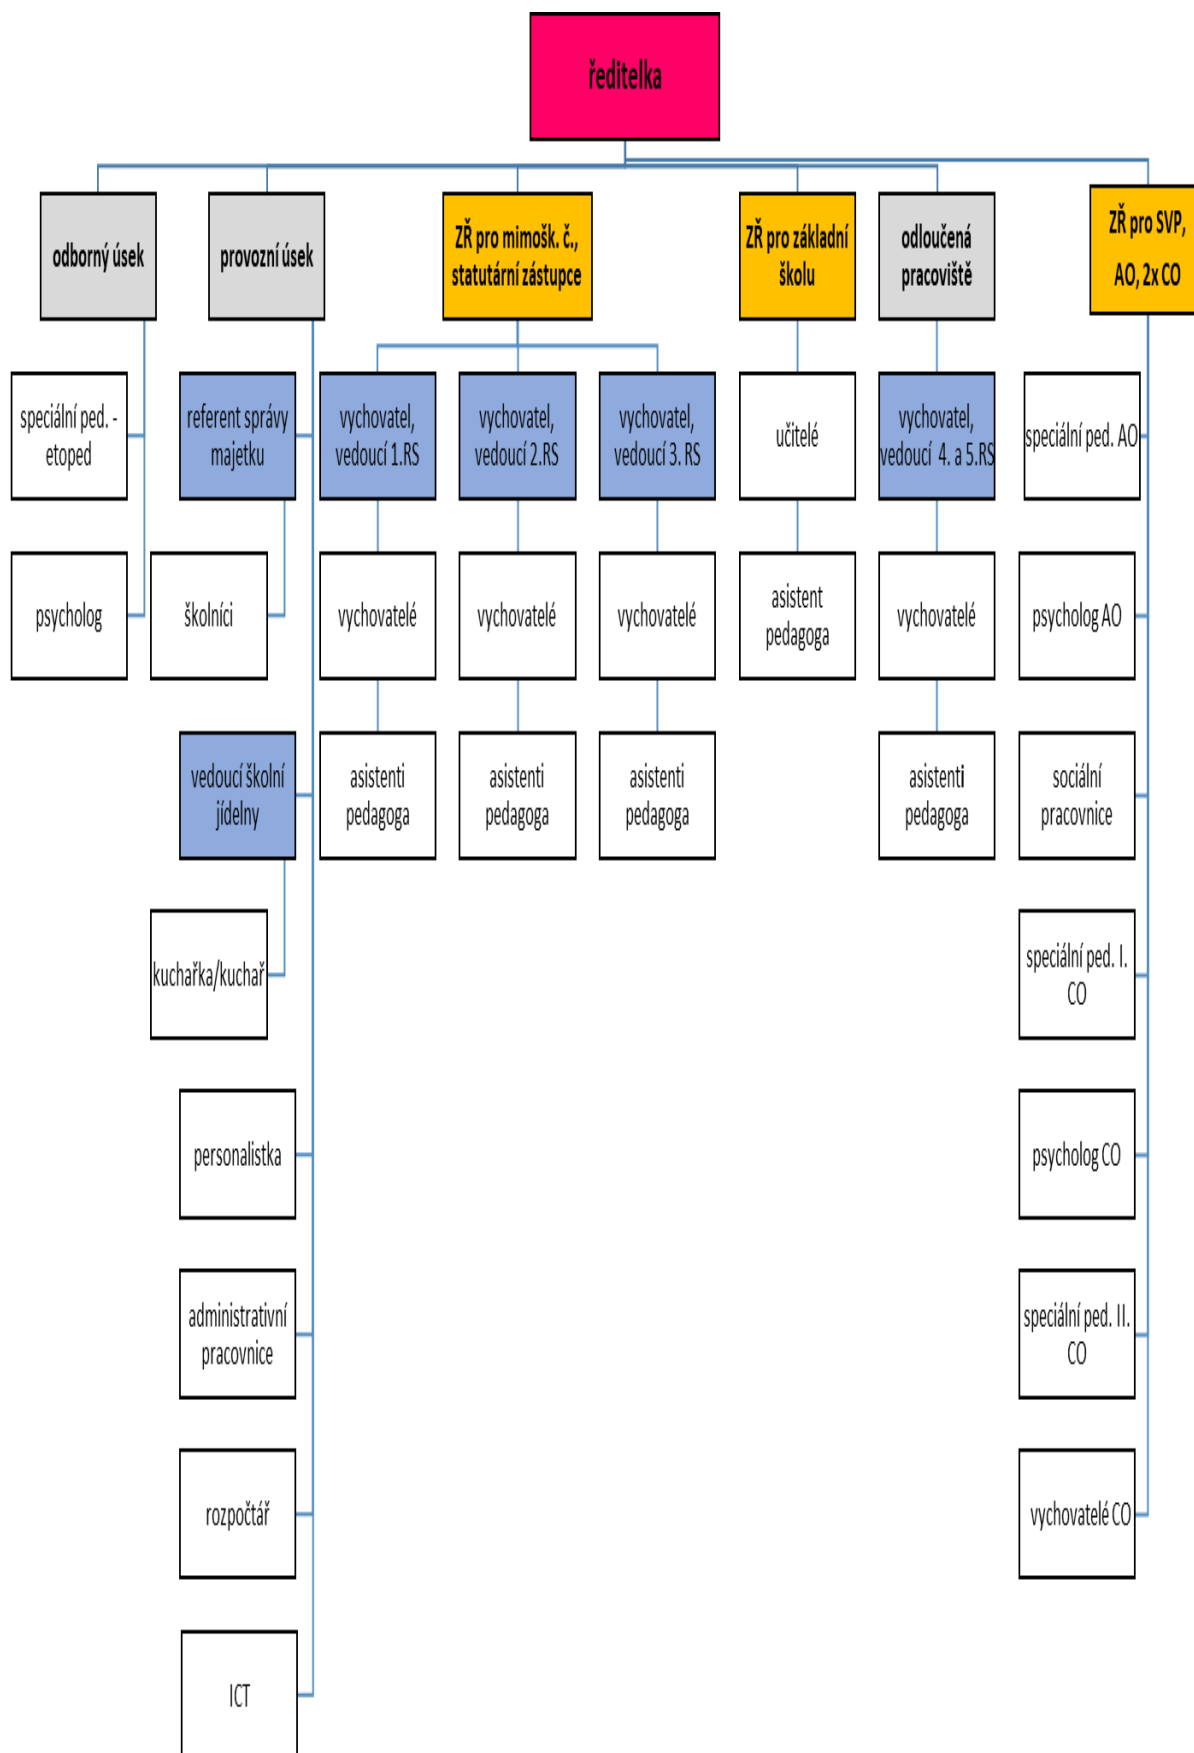 ředitelka
odborný úsek
provozní úsek
ZŘ pro mimošk. č.,
statutární zástupce
ZŘ pro základní
školu
odloučená
pracoviště
ZŘ pro SVP,
AO, 2x CO
speciální ped. -
etoped
referent správy
majetku
vychovatel,
vedoucí 1.RS
vychovatel,
vedoucí 2.RS
vychovatel,
vedoucí 3. RS
učitelé
vychovatel,
vedoucí 4. a 5.RS
speciální ped. AO
psycholog
školníci
vychovatelé
vychovatelé
vychovatelé
asistent
pedagoga
vychovatelé
psycholog AO
vedoucí školní
jídelny
asistenti
pedagoga
asistenti
pedagoga
asistenti
pedagoga
asistenti
pedagoga
sociální
pracovnice
kuchařka/kuchař
speciální ped. I.
CO
personalistka
psycholog CO
administrativní
pracovnice
speciální ped. II.
CO
rozpočtář
vychovatelé CO
ICT